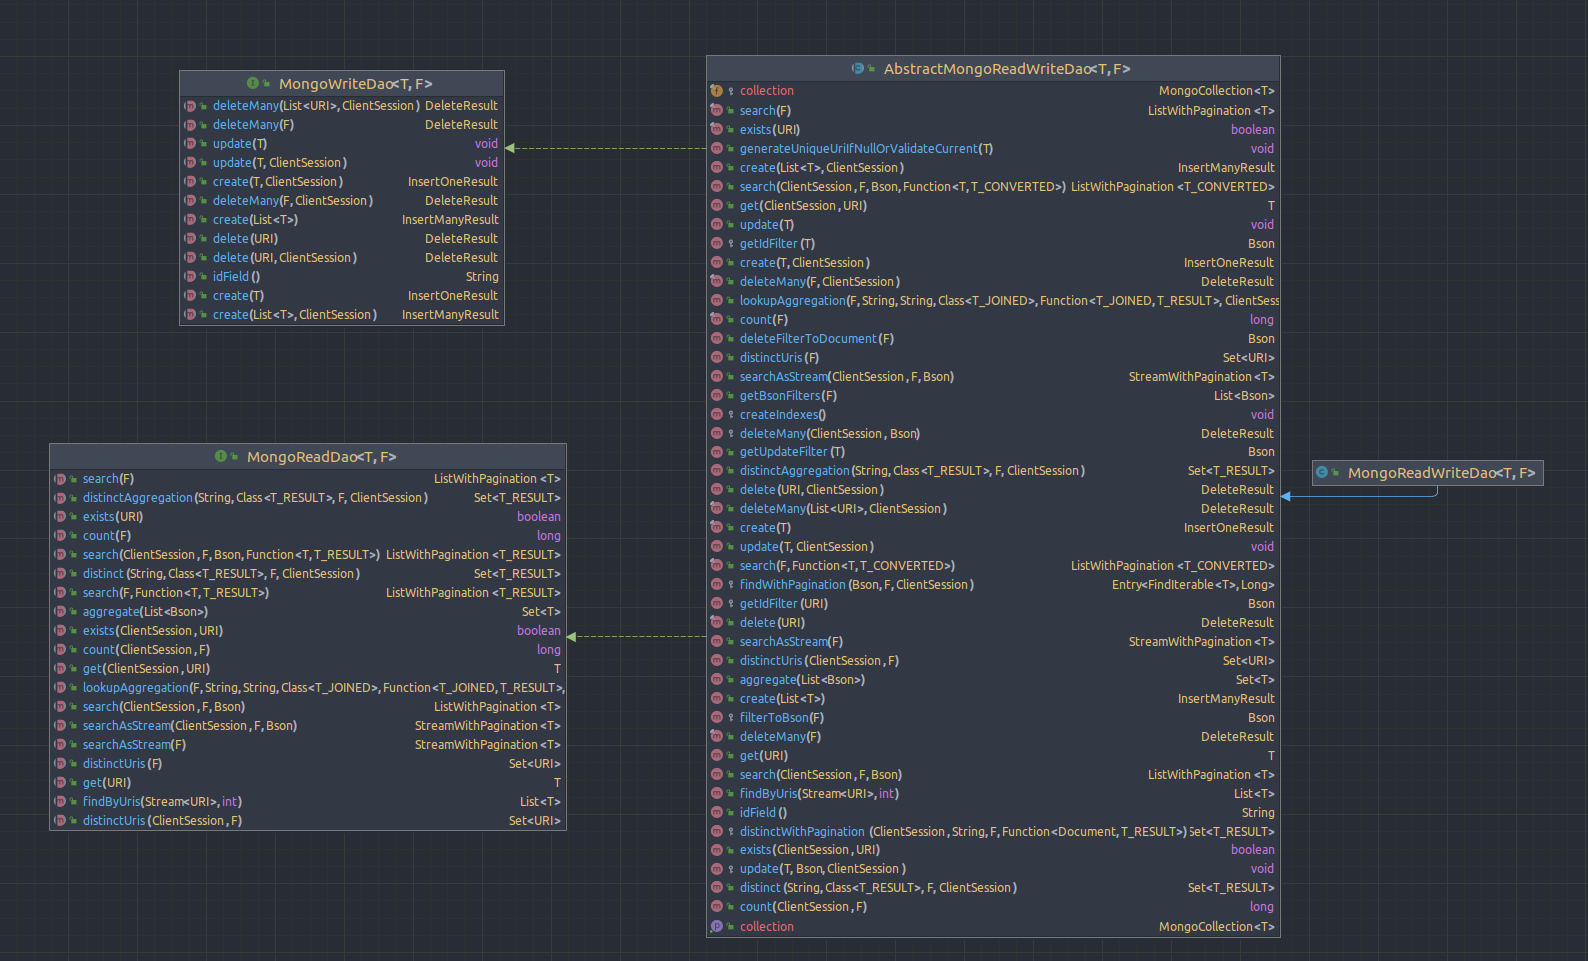 MongoWriteDao<T,F>
deleteMany(List<URI>,ClientSession) DeleteResult
deleteMany(F) DeleteResult
update(T) void
update(T,ClientSession) void
create(T,ClientSession) InsertOneResult
deleteMany(F,ClientSession) DeleteResult
create(List<T>) InsertManyResult
delete(URI) DeleteResult
delete(URI,ClientSession) DeleteResult
idField() String
create(T) InsertOneResult
create(List<T>,ClientSession) InsertManyResult
MongoReadDao<T,F>
search(F) ListWithPagination<T>
distinctAggregation(String,Class<T_RESULT>,F,ClientSession) Set<T_RESULT>
exists(URI) boolean
count(F) long
search(ClientSession,F,Bson,Function<T,T_RESULT>) ListWithPagination<T_RESULT>
distinct(String,Class<T_RESULT>,F,ClientSession) Set<T_RESULT>
search(F,Function<T,T_RESULT>) ListWithPagination<T_RESULT>
aggregate(List<Bson>) Set<T>
exists(ClientSession,URI) boolean
count(ClientSession,F) long
get(ClientSession,URI) T
lookupAggregation(F,String,String,Class<T_JOINED>,Function<T_JOINED,T_RESULT>,
search(ClientSession,F,Bson) ListWithPagination<T>
searchAsStream(ClientSession,F,Bson) StreamWithPagination<T>
searchAsStream(F) StreamWithPagination<T>
distinctUris(F) Set<URI>
get(URI) T
findByUris(Stream<URI>,int) List<T>
distinctUris(ClientSession,F) Set<URI>
AbstractMongoReadWriteDao<T,F>
collection MongoCollection<T>
search(F) ListWithPagination<T>
exists(URI) boolean
generateUniqueUriIfNullOrValidateCurrent(T) void
create(List<T>,ClientSession) InsertManyResult
search(ClientSession,F,Bson,Function<T,T_CONVERTED>) ListWithPagination<T_CONVERTED>
get(ClientSession,URI) T
update(T) void
getIdFilter(T) Bson
create(T,ClientSession) InsertOneResult
deleteMany(F,ClientSession) DeleteResult
lookupAggregation(F,String,String,Class<T_JOINED>,Function<T_JOINED,T_RESULT>,ClientSess
count(F) long
deleteFilterToDocument(F) Bson
distinctUris(F) Set<URI>
searchAsStream(ClientSession,F,Bson) StreamWithPagination<T>
getBsonFilters(F) List<Bson>
createIndexes() void
deleteMany(ClientSession,Bson) DeleteResult
getUpdateFilter(T) Bson
distinctAggregation(String,Class<T_RESULT>,F,ClientSession) Set<T_RESULT>
delete(URI,ClientSession) DeleteResult
deleteMany(List<URI>,ClientSession) DeleteResult
create(T) InsertOneResult
update(T,ClientSession) void
search(F,Function<T,T_CONVERTED>) ListWithPagination<T_CONVERTED>
findWithPagination(Bson,F,ClientSession) Entry<FindIterable<T>,Long>
getIdFilter(URI) Bson
delete(URI) DeleteResult
searchAsStream(F) StreamWithPagination<T>
distinctUris(ClientSession,F) Set<URI>
aggregate(List<Bson>) Set<T>
create(List<T>) InsertManyResult
filterToBson(F) Bson
deleteMany(F) DeleteResult
get(URI) T
search(ClientSession,F,Bson) ListWithPagination<T>
findByUris(Stream<URI>,int) List<T>
idField() String
distinctWithPagination(ClientSession,String,F,Function<Document,T_RESULT>) Set<T_RESULT>
exists(ClientSession,URI) boolean
update(T,Bson,ClientSession) void
distinct(String,Class<T_RESULT>,F,ClientSession) Set<T_RESULT>
count(ClientSession,F) long
collection MongoCollection<T>
MongoReadWriteDao<T,F>